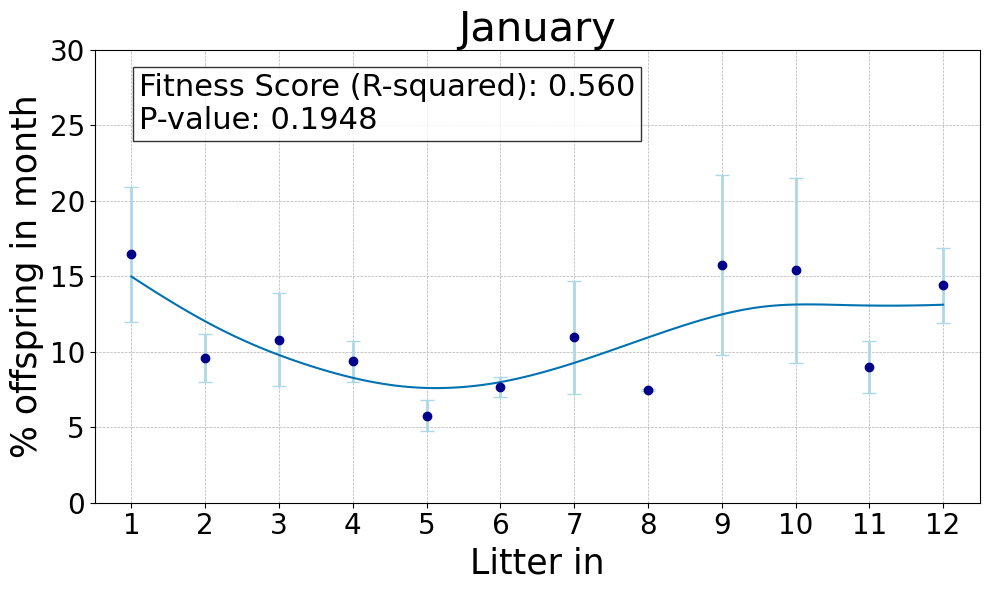 January
Fitness Score (R-squared): 0.560
P-value: 0.1948
% offspring in month
30
25
20
15
10
5
0
1 2 3 4 5 6 7 8 9 10 11 12
Litter in